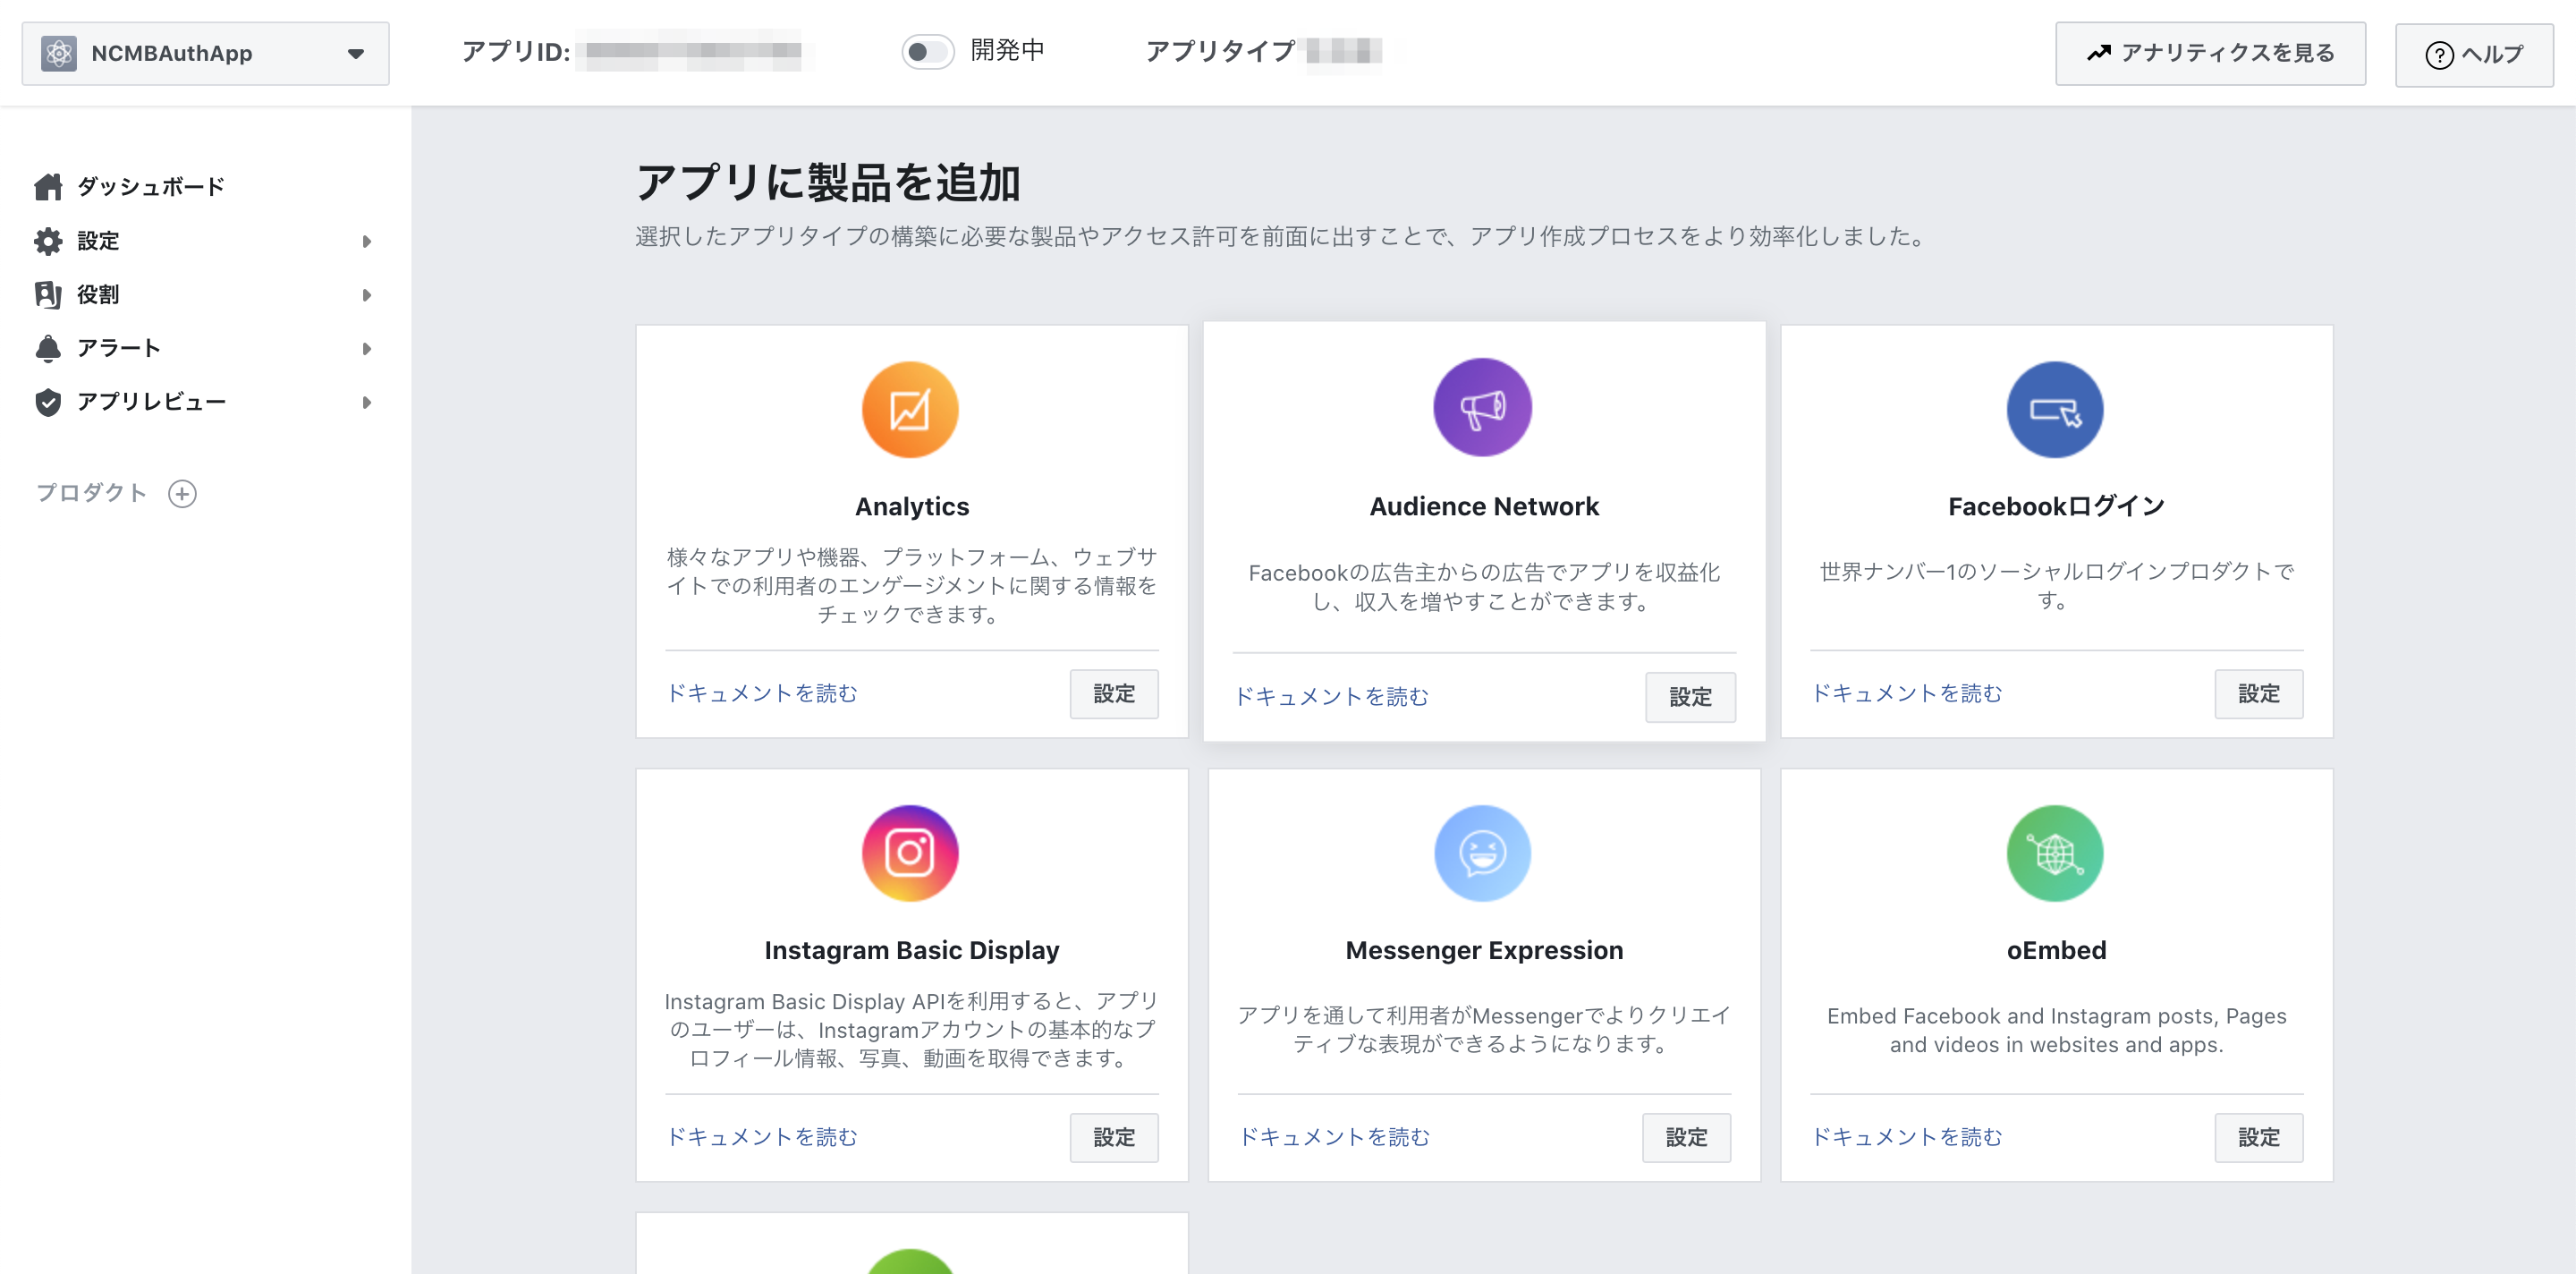 NCMBAuthApp
アプリID:
開発中
アプリタイプ
アナリティクスを見る
ヘルプ
ダッシュボード
設定
役割
アラート
アプリレビュー
プロダクト
アプリに製品を追加
選択したアプリタイプの構築に必要な製品やアクセス許可を前面に出すことで、アプリ作成プロセスをより効率化しました。
Analytics
様々なアプリや機器、プラットフォーム、ウェブサ
イトでの利用者のエンゲージメントに関する情報を
チェックできます。
ドキュメントを読む
設定
Audience Network
Facebookの広告主からの広告でアプリを収益化
し、収入を増やすことができます。
ドキュメントを読む
設定
Facebookログイン
世界ナンバー1のソーシャルログインプロダクトで
す。
ドキュメントを読む
設定
Instagram Basic Display
Instagram Basic Display APIを利用すると、アプリ
のユーザーは、Instagramアカウントの基本的なプ
ロフィール情報、写真、動画を取得できます。
ドキュメントを読む
設定
Messenger Expression
アプリを通して利用者がMessengerでよりクリエイ
ティブな表現ができるようになります。
ドキュメントを読む
設定
oEmbed
Embed Facebook and Instagram posts, Pages
and videos in websites and apps.
ドキュメントを読む
設定